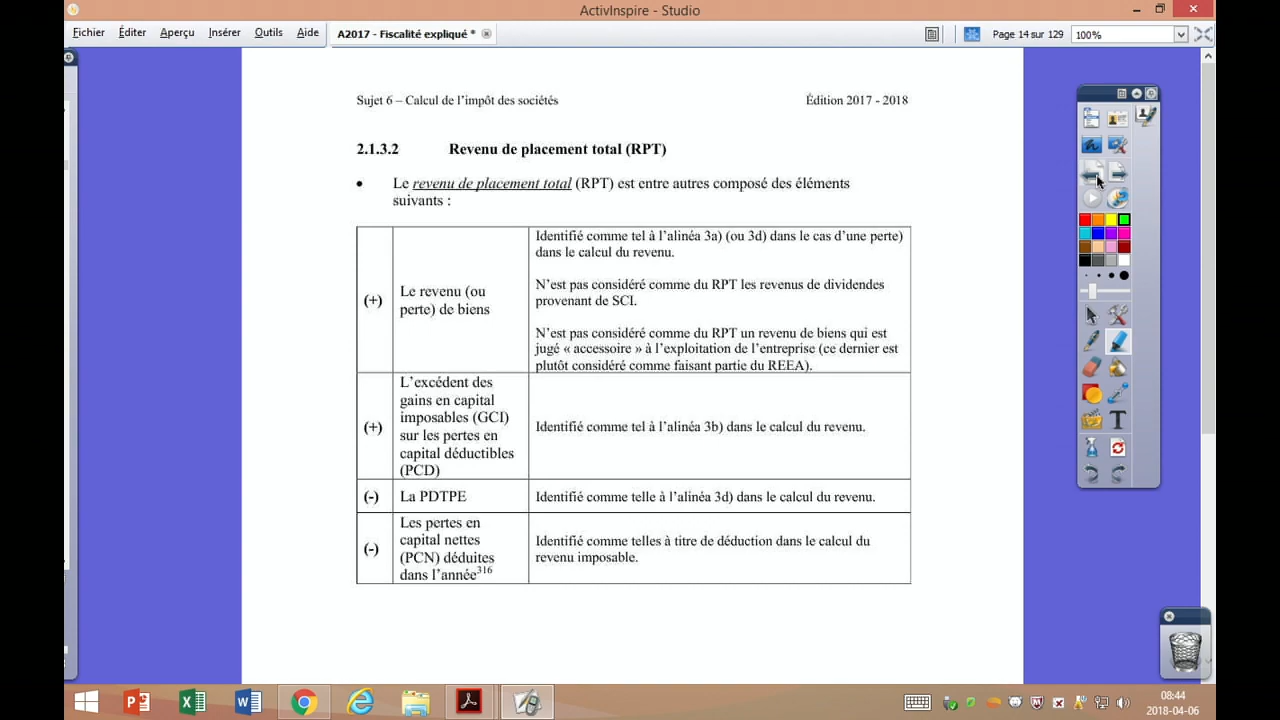 ActivInspire - Studio
Fichier Éditer Aperçu Insérer Outils Aide
A2017 - Fiscalité expliqué *
Page 14 sur 129
100%
Sujet 6 – Calcul de l’impôt des sociétés
Édition 2017 - 2018
2.1.3.2 Revenu de placement total (RPT)
• Le revenu de placement total (RPT) est entre autres composé des éléments
suivants :
(+)
Le revenu (ou
perte) de biens
Identifié comme tel à l’alinéa 3a) (ou 3d) dans le cas d’une perte)
dans le calcul du revenu.
N’est pas considéré comme du RPT les revenus de dividendes
provenant de SCI.
N’est pas considéré comme du RPT un revenu de biens qui est
jugé « accessoire » à l’exploitation de l’entreprise (ce dernier est
plutôt considéré comme faisant partie du REEA).
(+)
L’excédent des
gains en capital
imposables (GCI)
sur les pertes en
capital déductibles
(PCD)
Identifié comme tel à l’alinéa 3b) dans le calcul du revenu.
(-)
La PDTPE
Identifié comme telle à l’alinéa 3d) dans le calcul du revenu.
(-)
Les pertes en
capital nettes
(PCN) déduites
dans l’année316
Identifié comme telles à titre de déduction dans le calcul du
revenu imposable.
08:44
2018-04-06